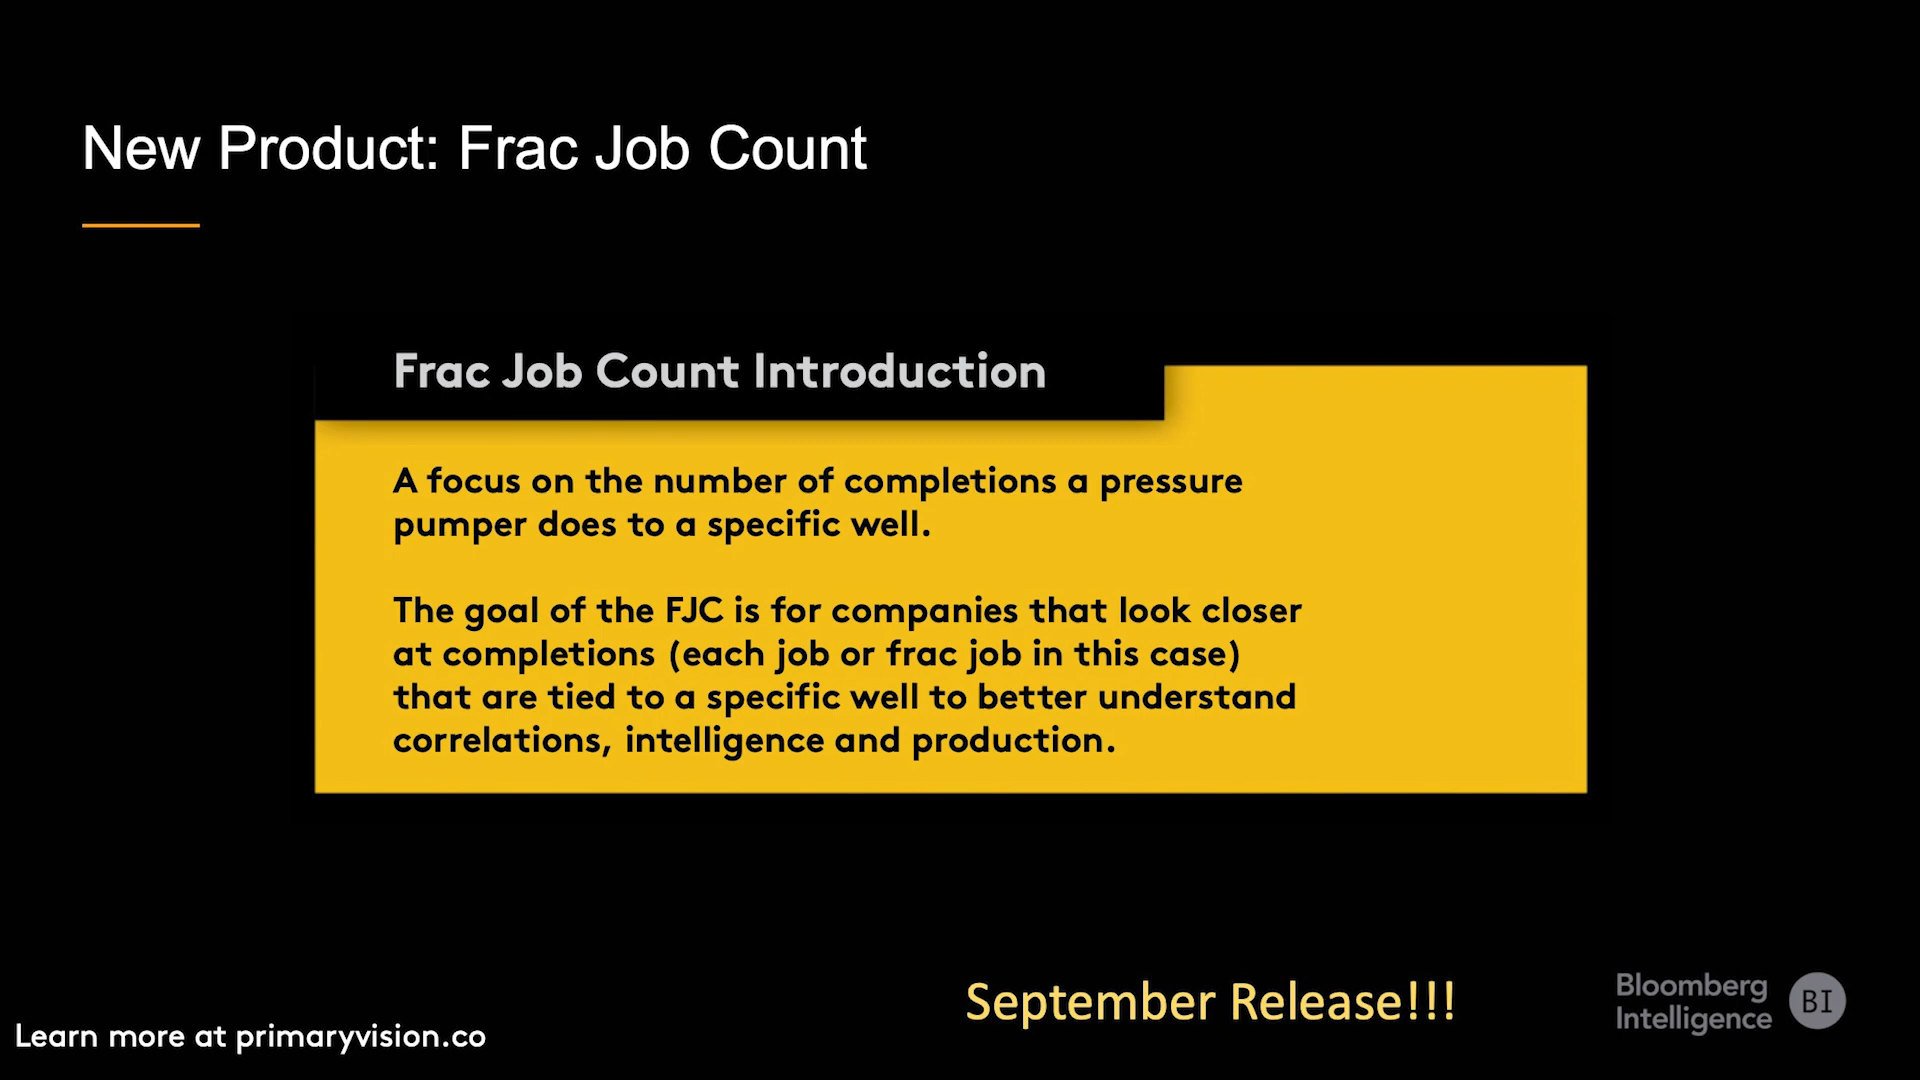 New Product: Frac Job Count
Frac Job Count Introduction
A focus on the number of completions a pressure
pumper does to a specific well.
The goal of the FJC is for companies that look closer
at completions (each job or frac job in this case)
that are tied to a specific well to better understand
correlations, intelligence and production.
September Release!!!
Bloomberg
Intelligence
BI
Learn more at primaryvision.co